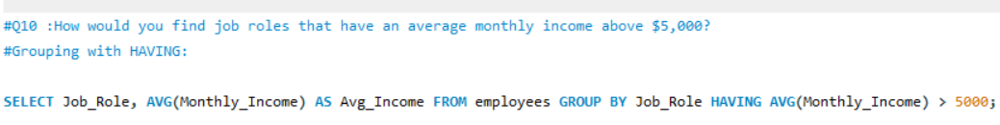 #Q10 :How would you find job roles that have an average monthly income above $5,000?
#Grouping with HAVING:
SELECT Job_Role, AVG(Monthly_Income) AS Avg_Income FROM employees GROUP BY Job_Role HAVING AVG(Monthly_Income) > 5000;